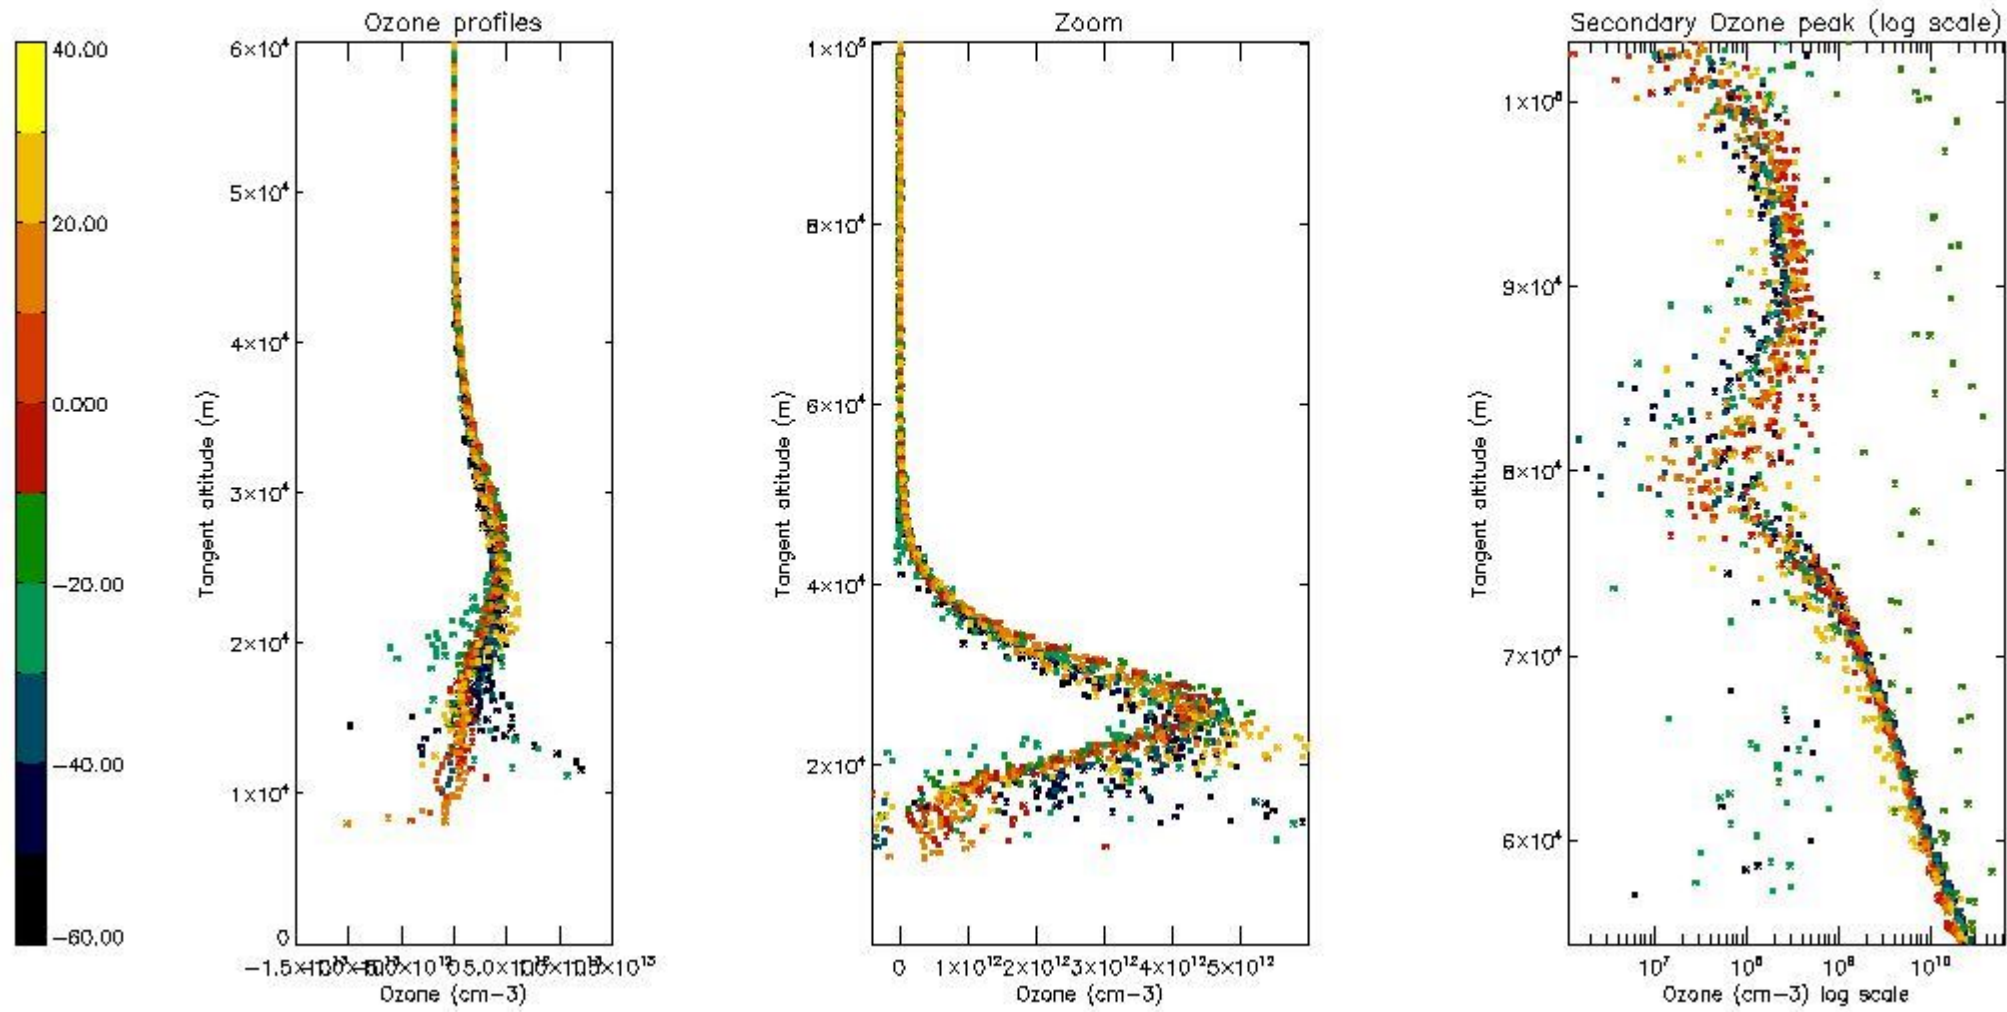 Ozone profiles
Zoom
Secondary Ozone peak (log scale)
40.00
20.00
0.000
−20.00
−40.00
−60.00
6×10⁴
5×10⁴
4×10⁴
3×10⁴
2×10⁴
1×10⁴
0
Tangent altitude (m)
Ozone (cm−3)
1×10⁵
8×10⁴
6×10⁴
4×10⁴
2×10⁴
Tangent altitude (m)
0 1×10¹² 2×10¹² 3×10¹² 4×10¹² 5×10¹²
Ozone (cm−3)
1×10⁵
9×10⁴
8×10⁴
7×10⁴
6×10⁴
Tangent altitude (m)
10⁷ 10⁸ 10⁹ 10¹⁰
Ozone (cm−3) log scale